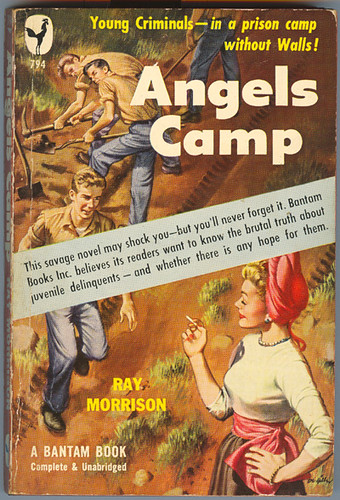 Young Criminals—in a prison camp
without Walls!
794
Angels
Camp
This savage novel may shock you—but you'll never forget it. Bantam
Books Inc. believes its readers want to know the brutal truth about
juvenile delinquents — and whether there is any hope for them.
RAY
MORRISON
A BANTAM BOOK
Complete & Unabridged